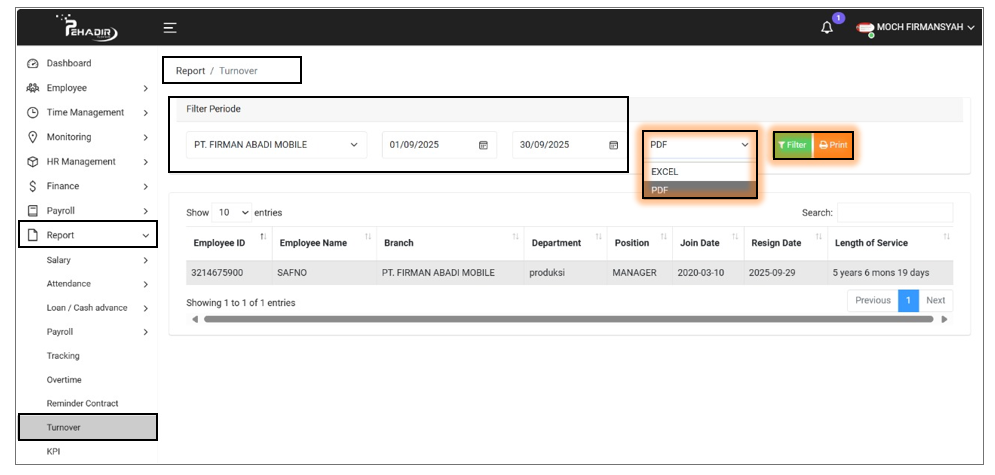 PEHADIR
1
MOCH FIRMANSYAH
Dashboard
Employee
Time Management
Monitoring
HR Management
Finance
Payroll
Report
Salary
Attendance
Loan / Cash advance
Payroll
Tracking
Overtime
Reminder Contract
Turnover
KPI
Report / Turnover
Filter Periode
PT. FIRMAN ABADI MOBILE 01/09/2025 30/09/2025 PDF Filter Print
EXCEL
PDF
Show 10 entries Search:
Employee ID Employee Name Branch Department Position Join Date Resign Date Length of Service
3214675900 SAFNO PT. FIRMAN ABADI MOBILE produksi MANAGER 2020-03-10 2025-09-29 5 years 6 mons 19 days
Showing 1 to 1 of 1 entries Previous 1 Next